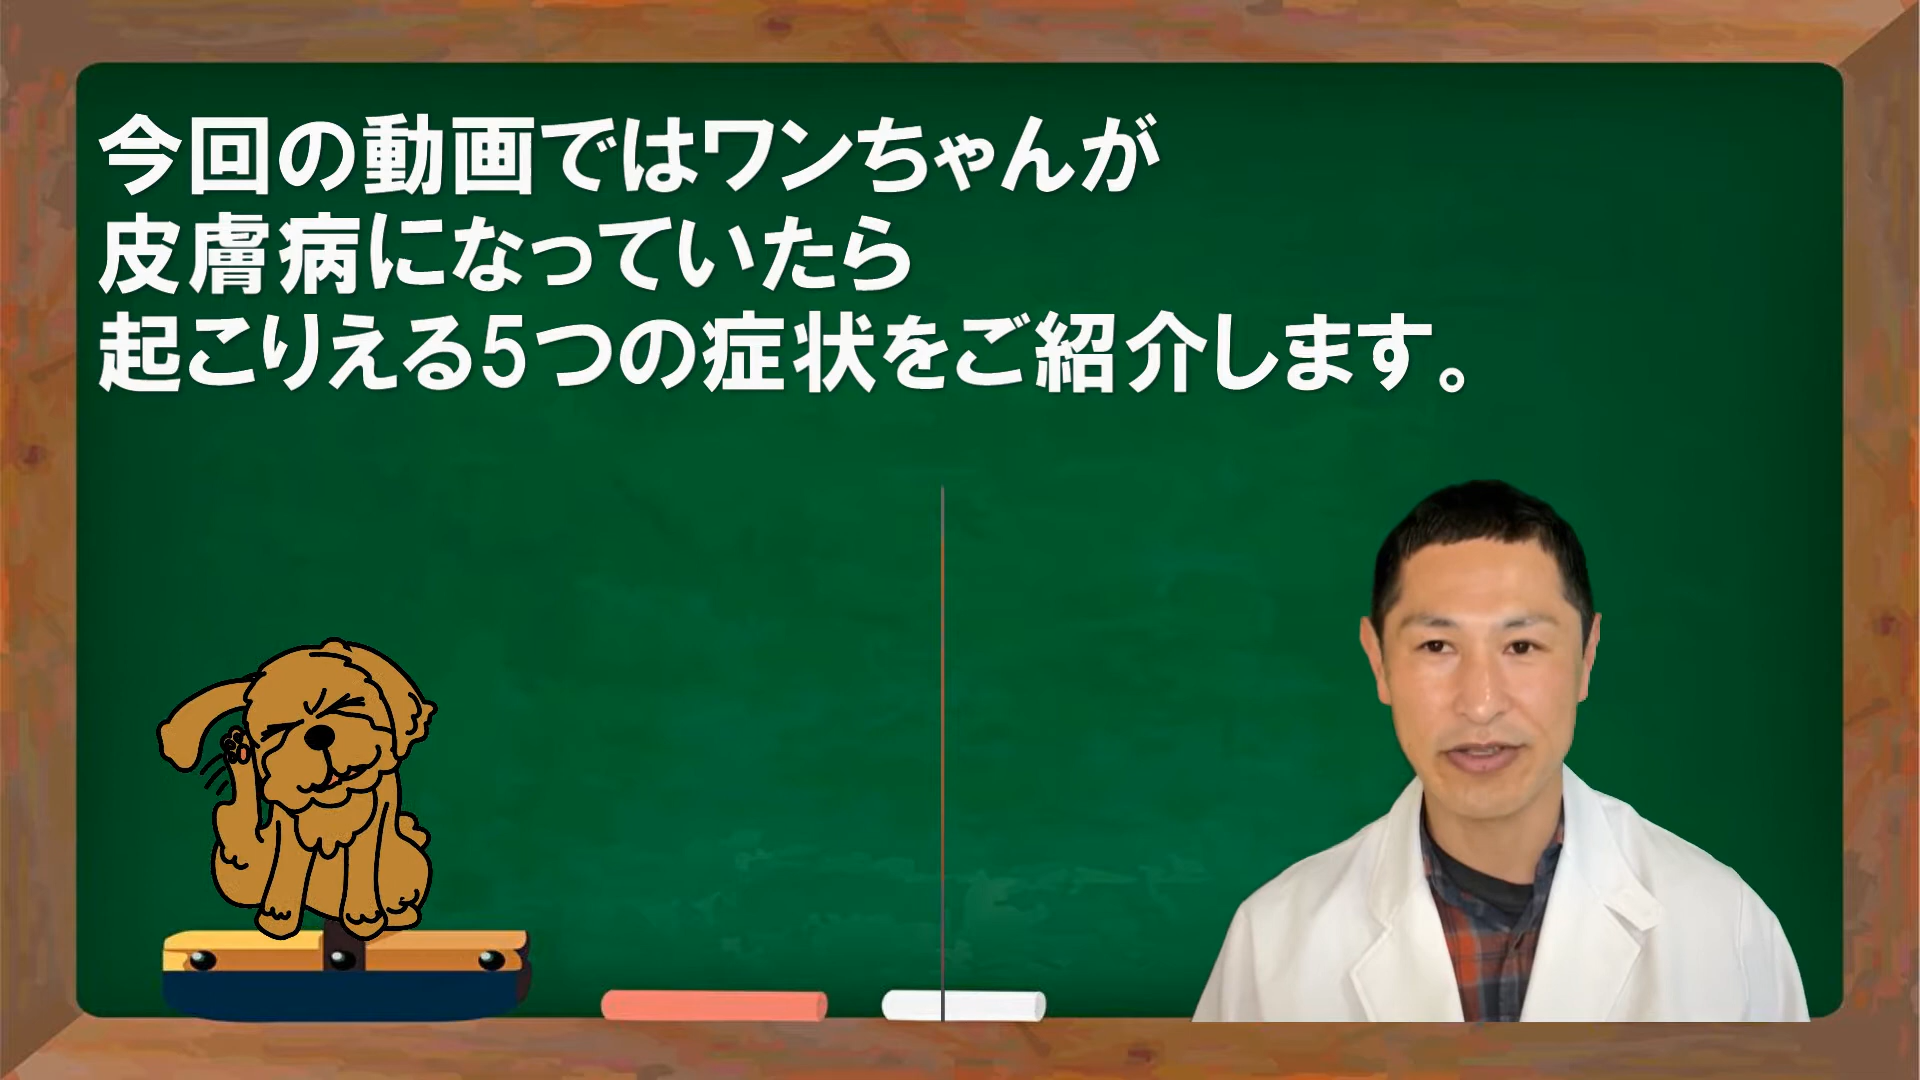 今回の動画ではワンちゃんが
皮膚病になっていたら
起こりえる5つの症状をご紹介します。